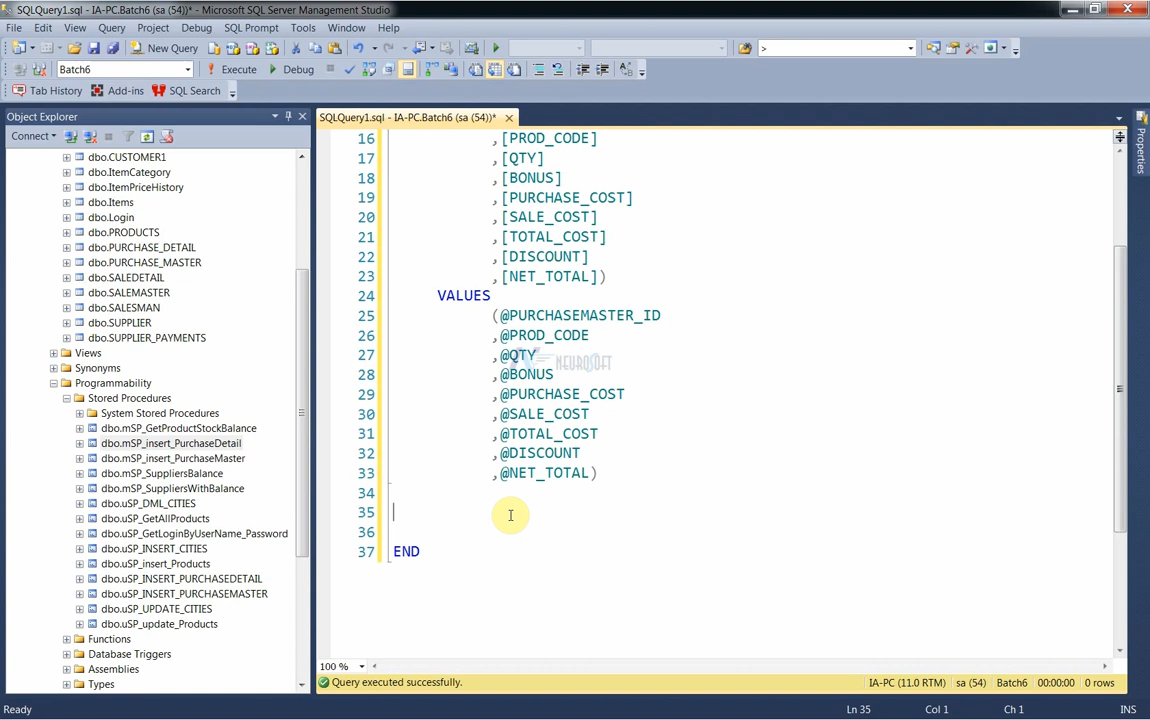 SQLQuery1.sql - IA-PC.Batch6 (sa (54))* - Microsoft SQL Server Management Studio
File Edit View Query Project Debug SQL Prompt Tools Window Help
New Query >
Batch6 ! Execute Debug
Tab History Add-ins SQL Search
Object Explorer
Connect
dbo.CUSTOMER1
dbo.ItemCategory
dbo.ItemPriceHistory
dbo.Items
dbo.Login
dbo.PRODUCTS
dbo.PURCHASE_DETAIL
dbo.PURCHASE_MASTER
dbo.SALEDETAIL
dbo.SALEMASTER
dbo.SALESMAN
dbo.SUPPLIER
dbo.SUPPLIER_PAYMENTS
Views
Synonyms
Programmability
Stored Procedures
System Stored Procedures
dbo.mSP_GetProductStockBalance
dbo.mSP_insert_PurchaseDetail
dbo.mSP_insert_PurchaseMaster
dbo.mSP_SuppliersBalance
dbo.mSP_SuppliersWithBalance
dbo.uSP_DML_CITIES
dbo.uSP_GetAllProducts
dbo.uSP_GetLoginByUserName_Password
dbo.uSP_INSERT_CITIES
dbo.uSP_insert_Products
dbo.uSP_INSERT_PURCHASEDETAIL
dbo.uSP_INSERT_PURCHASEMASTER
dbo.uSP_UPDATE_CITIES
dbo.uSP_update_Products
Functions
Database Triggers
Assemblies
Types
SQLQuery1.sql - IA-PC.Batch6 (sa (54))*
16 ,[PROD_CODE]
17 ,[QTY]
18 ,[BONUS]
19 ,[PURCHASE_COST]
20 ,[SALE_COST]
21 ,[TOTAL_COST]
22 ,[DISCOUNT]
23 ,[NET_TOTAL])
24 VALUES
25 (@PURCHASEMASTER_ID
26 ,@PROD_CODE
27 ,@QTY
NEUROSOFT
28 ,@BONUS
29 ,@PURCHASE_COST
30 ,@SALE_COST
31 ,@TOTAL_COST
32 ,@DISCOUNT
33 ,@NET_TOTAL)
34
35
36
37 END
100 %
Query executed successfully. IA-PC (11.0 RTM) sa (54) Batch6 00:00:00 0 rows
Properties
Ready Ln 35 Col 1 Ch 1 INS